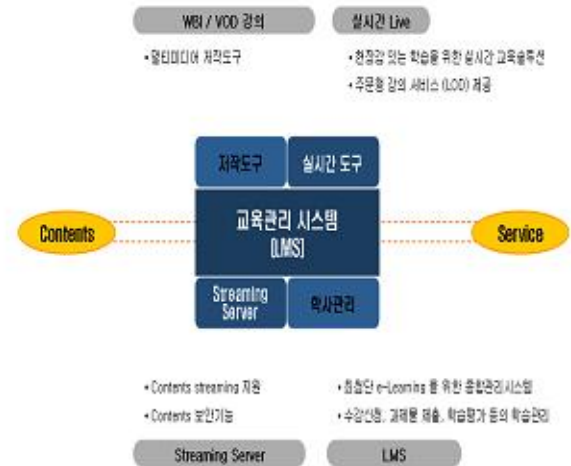 WBI / VOD 강의
실시간 Live
• 멀티미디어 저작도구
• 현장감 있는 학습을 위한 실시간 교육솔루션
• 주문형 강의 서비스 (LOD) 제공
저작도구
실시간 도구
교육관리 시스템
[LMS]
Contents
Service
Streaming
Server
학사관리
• Contents streaming 지원
• Contents 보안기능
• 최첨단 e-Learning 를 위한 종합관리시스템
• 수강신청, 과제물 제출, 학습평가 등의 학습관리
Streaming Server
LMS